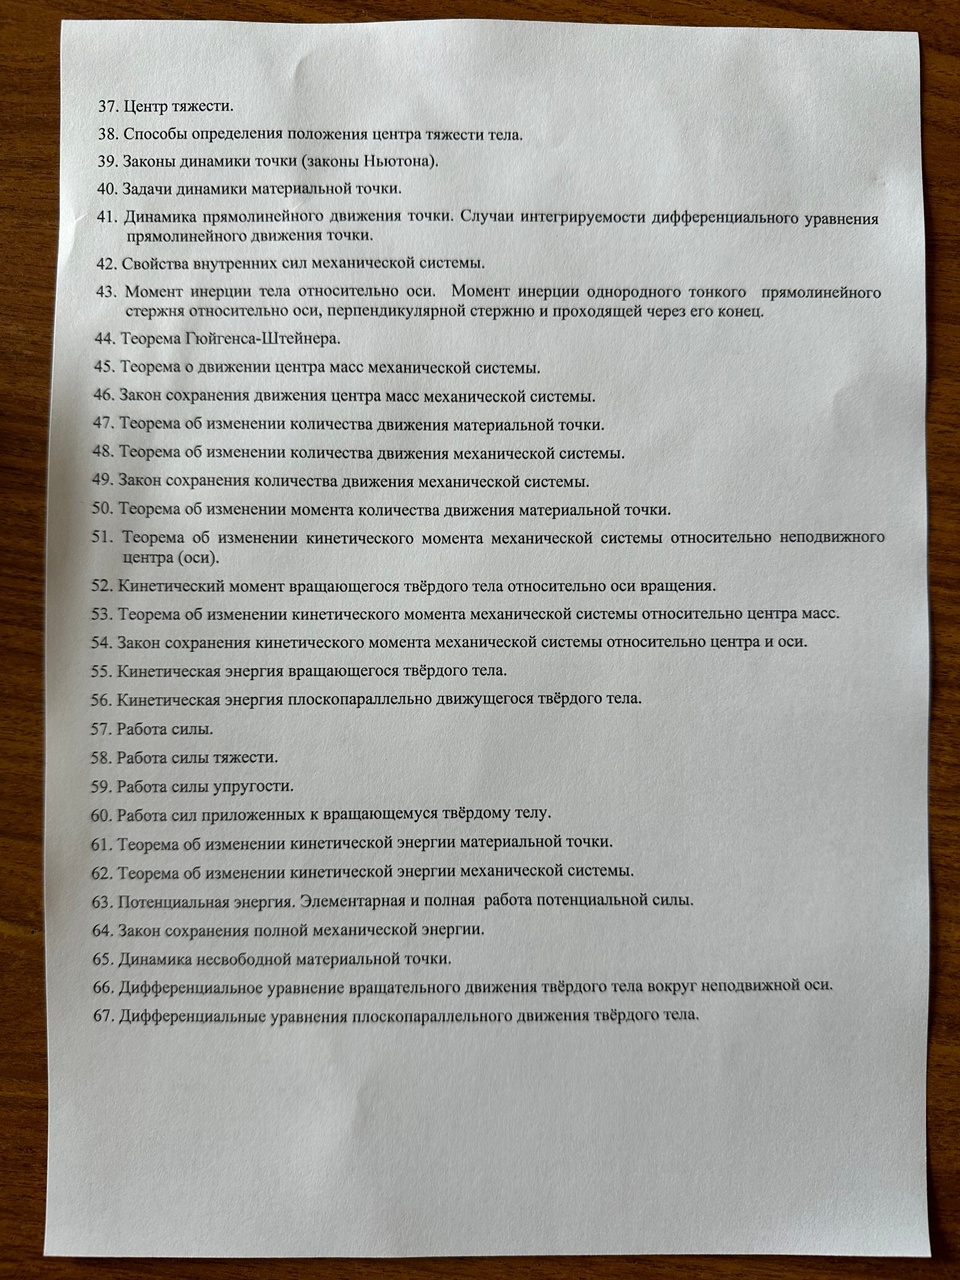 37. Центр тяжести.
38. Способы определения положения центра тяжести тела.
39. Законы динамики точки (законы Ньютона).
40. Задачи динамики материальной точки.
41. Динамика прямолинейного движения точки. Случаи интегрируемости дифференциального уравнения
прямолинейного движения точки.
42. Свойства внутренних сил механической системы.
43. Момент инерции тела относительно оси. Момент инерции однородного тонкого прямолинейного
стержня относительно оси, перпендикулярной стержню и проходящей через его конец.
44. Теорема Гюйгенса-Штейнера.
45. Теорема о движении центра масс механической системы.
46. Закон сохранения движения центра масс механической системы.
47. Теорема об изменении количества движения материальной точки.
48. Теорема об изменении количества движения механической системы.
49. Закон сохранения количества движения механической системы.
50. Теорема об изменении момента количества движения материальной точки.
51. Теорема об изменении кинетического момента механической системы относительно неподвижного
центра (оси).
52. Кинетический момент вращающегося твёрдого тела относительно оси вращения.
53. Теорема об изменении кинетического момента механической системы относительно центра масс.
54. Закон сохранения кинетического момента механической системы относительно центра и оси.
55. Кинетическая энергия вращающегося твёрдого тела.
56. Кинетическая энергия плоскопараллельно движущегося твёрдого тела.
57. Работа силы.
58. Работа силы тяжести.
59. Работа силы упругости.
60. Работа сил приложенных к вращающемуся твёрдому телу.
61. Теорема об изменении кинетической энергии материальной точки.
62. Теорема об изменении кинетической энергии механической системы.
63. Потенциальная энергия. Элементарная и полная работа потенциальной силы.
64. Закон сохранения полной механической энергии.
65. Динамика несвободной материальной точки.
66. Дифференциальное уравнение вращательного движения твёрдого тела вокруг неподвижной оси.
67. Дифференциальные уравнения плоскопараллельного движения твёрдого тела.